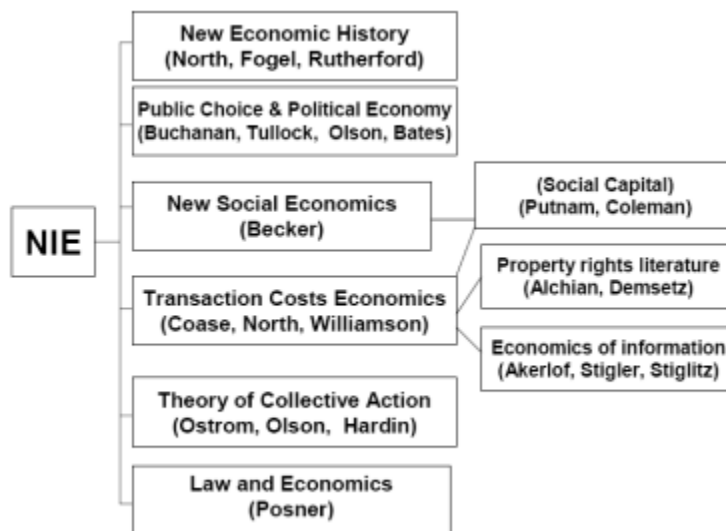 New Economic History
(North, Fogel, Rutherford)
Public Choice & Political Economy
(Buchanan, Tullock, Olson, Bates)
New Social Economics
(Becker)
(Social Capital)
(Putnam, Coleman)
NIE
Property rights literature
(Alchian, Demsetz)
Transaction Costs Economics
(Coase, North, Williamson)
Economics of information
(Akerlof, Stigler, Stiglitz)
Theory of Collective Action
(Ostrom, Olson, Hardin)
Law and Economics
(Posner)